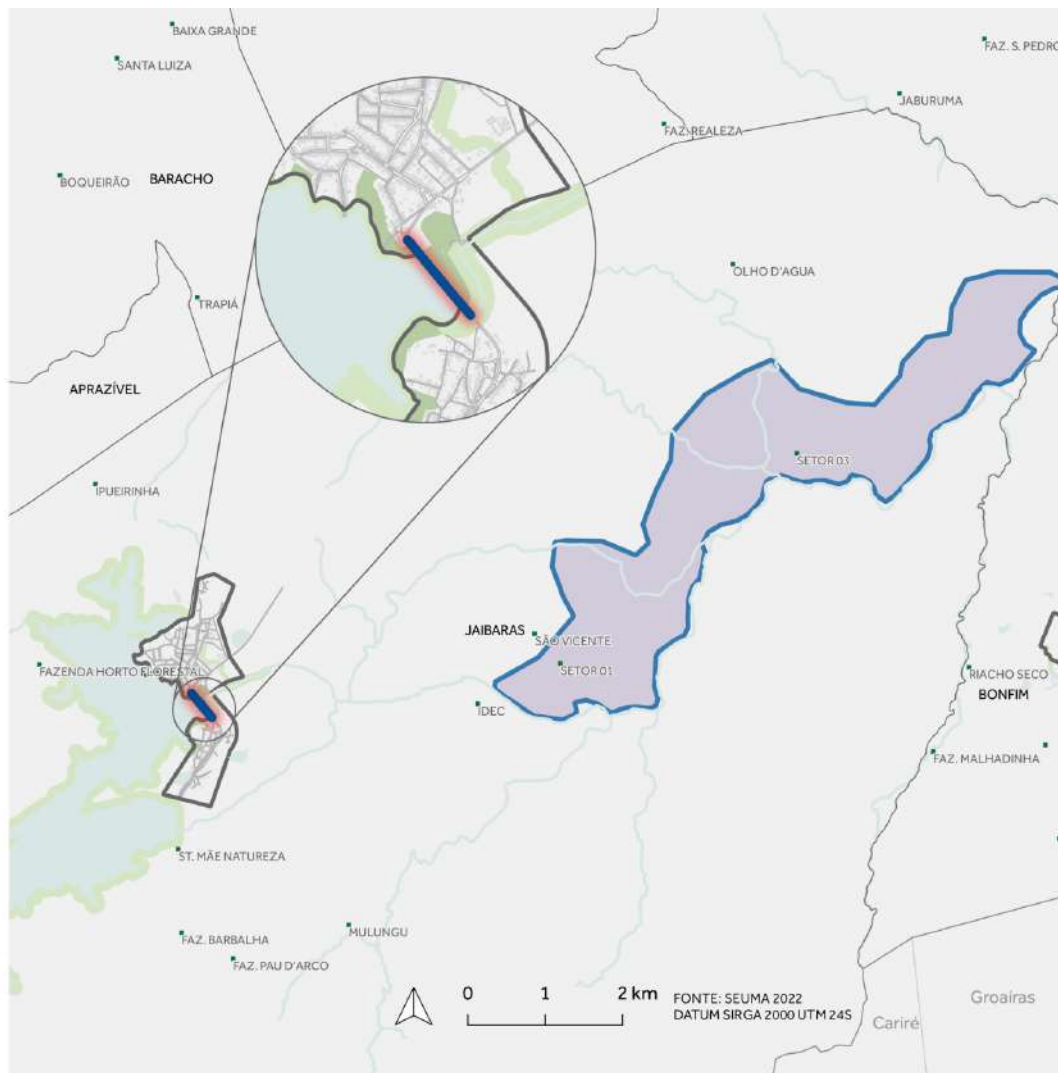 BAIXA GRANDE
SANTA LUIZA
FAZ. S. PEDRO
JABURUMA
FAZ. REALEZA
BOQUEIRÃO
BARACHO
OLHO D'AGUA
TRAPIÁ
APRAZÍVEL
SETOR 03
IPUEIRINHA
JAIBARAS
SÃO VICENTE
SETOR 01
FAZENDA HORTO FLORESTAL
RIACHO SECO
BONFIM
IDEC
FAZ. MALHADINHA
ST. MÃE NATUREZA
MULUNGU
FAZ. BARBALHA
FAZ. PAU D'ARCO
0 1 2 km
FONTE: SEUMA 2022
DATUM SIRGA 2000 UTM 24S
Groaíras
Cariré